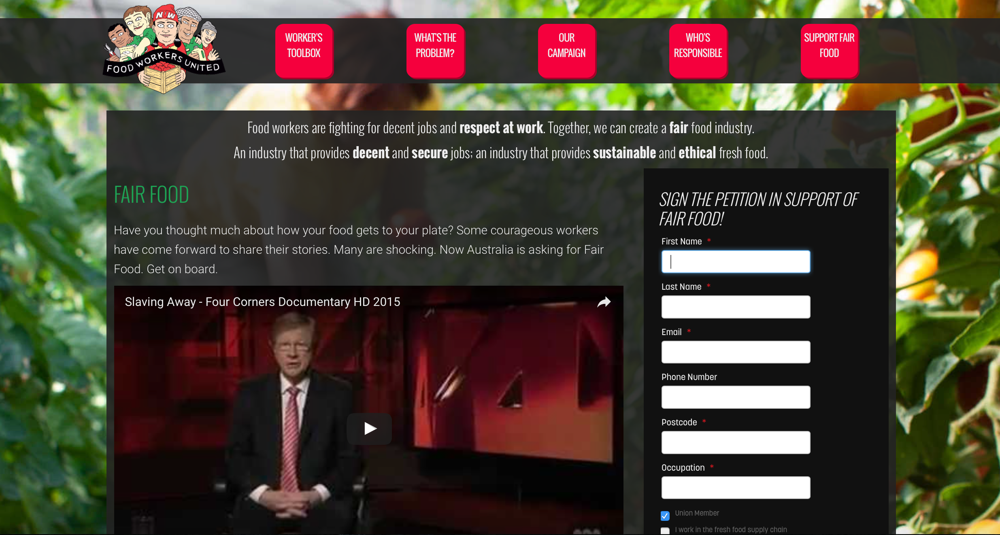 NUW
FOOD WORKERS UNITED
WORKER'S
TOOLBOX
WHAT'S THE
PROBLEM?
OUR
CAMPAIGN
WHO'S
RESPONSIBLE
SUPPORT FAIR
FOOD
Food workers are fighting for decent jobs and respect at work. Together, we can create a fair food industry.
An industry that provides decent and secure jobs; an industry that provides sustainable and ethical fresh food.
FAIR FOOD
Have you thought much about how your food gets to your plate? Some courageous workers
have come forward to share their stories. Many are shocking. Now Australia is asking for Fair
Food. Get on board.
Slaving Away - Four Corners Documentary HD 2015
SIGN THE PETITION IN SUPPORT OF
FAIR FOOD!
First Name *
Last Name *
Email *
Phone Number
Postcode *
Occupation *
Union Member
I work in the fresh food supply chain